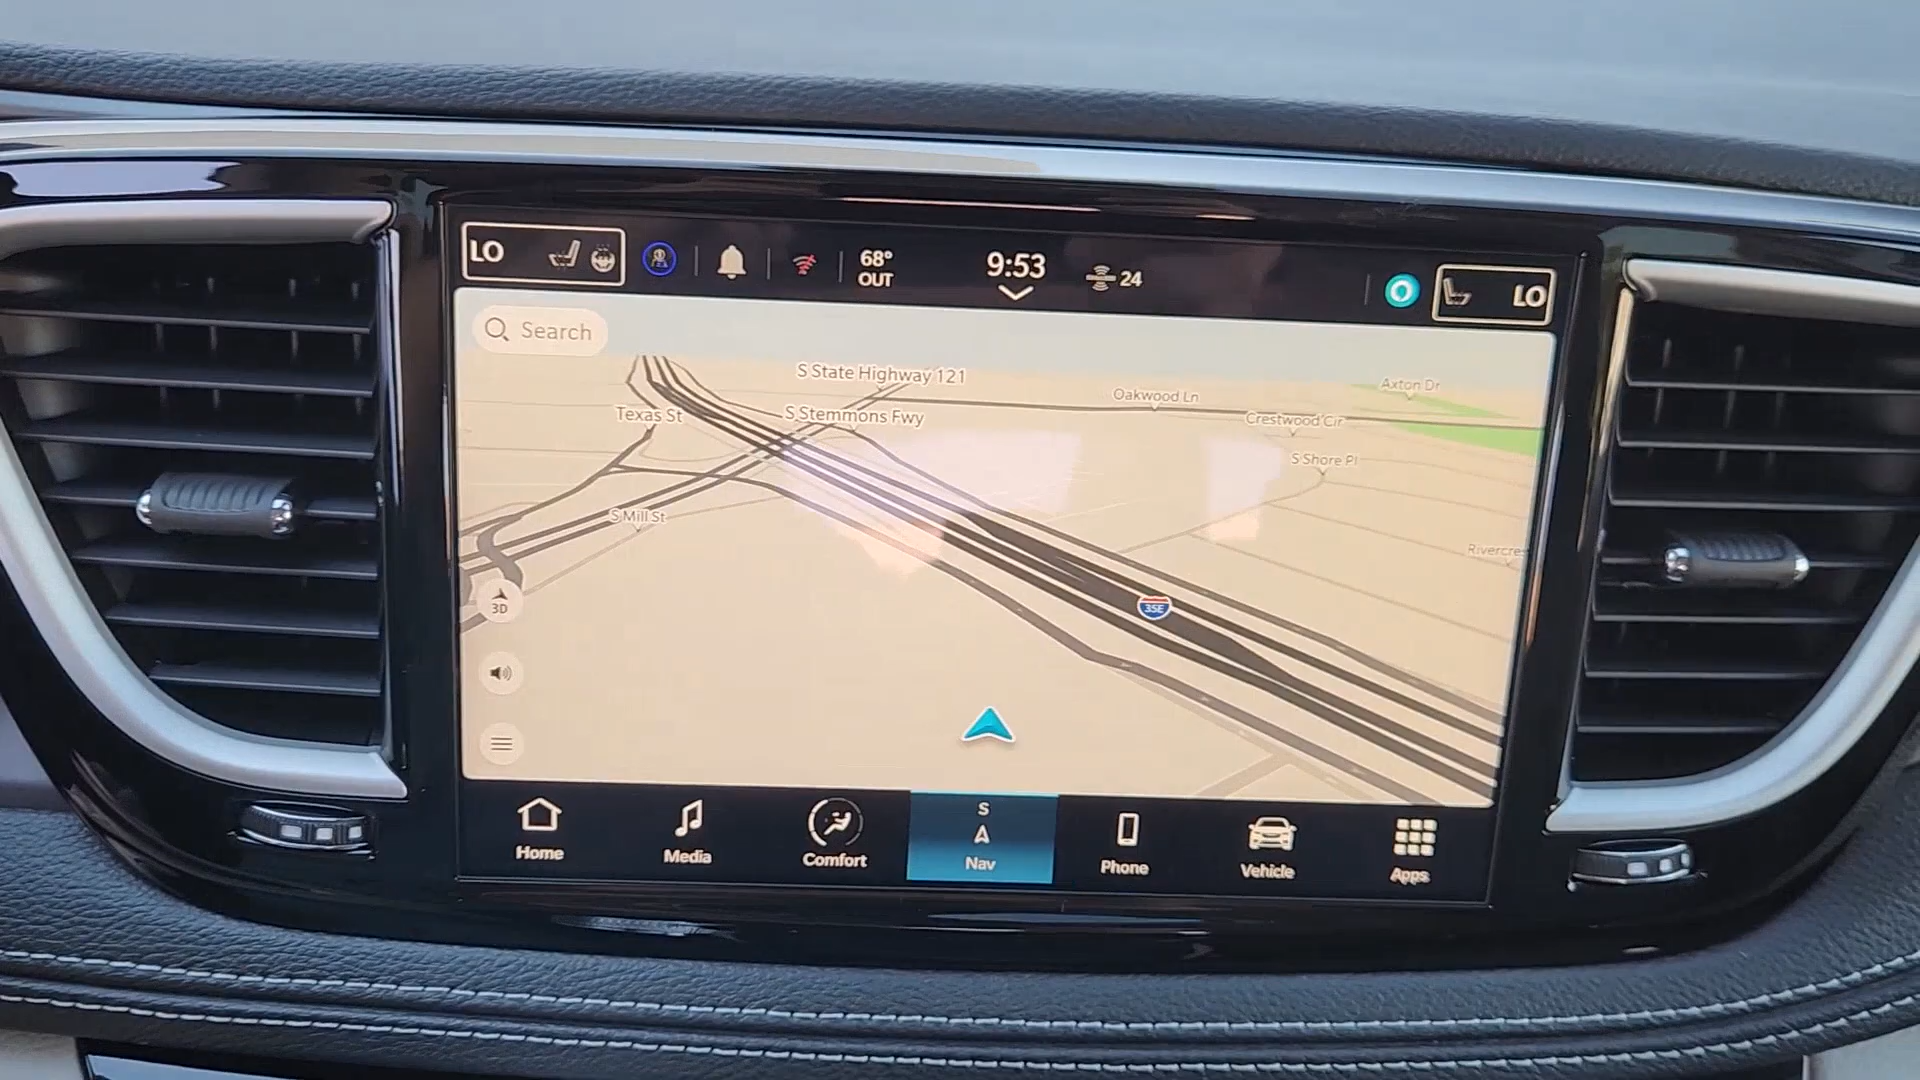 LO
68°
OUT
9:53
24
LO
Search
S State Highway 121
Axton Dr
Oakwood Ln
Texas St
S Stemmons Fwy
Crestwood Cir
S Shore Pl
S Mill St
Rivercres
3D
35E
S
Home
Media
Comfort
Nav
Phone
Vehicle
Apps